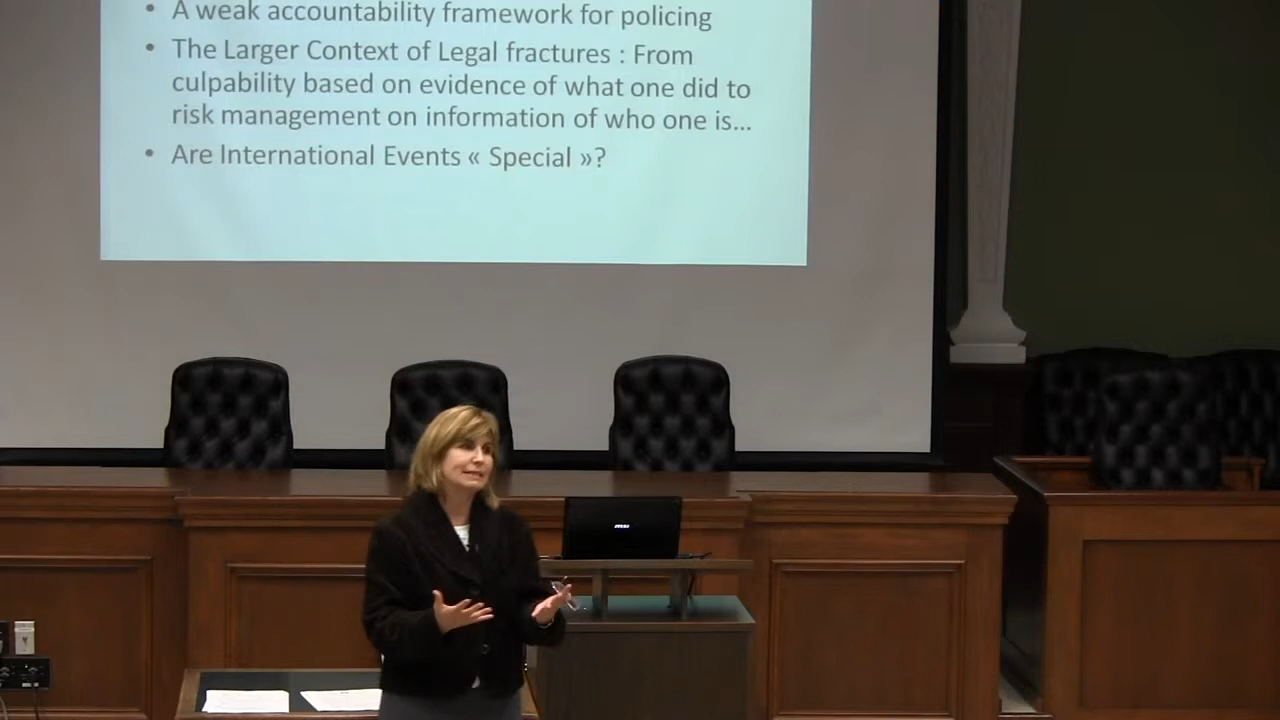 • A weak accountability framework for policing
• The Larger Context of Legal fractures : From
culpability based on evidence of what one did to
risk management on information of who one is...
• Are International Events « Special »?
msi